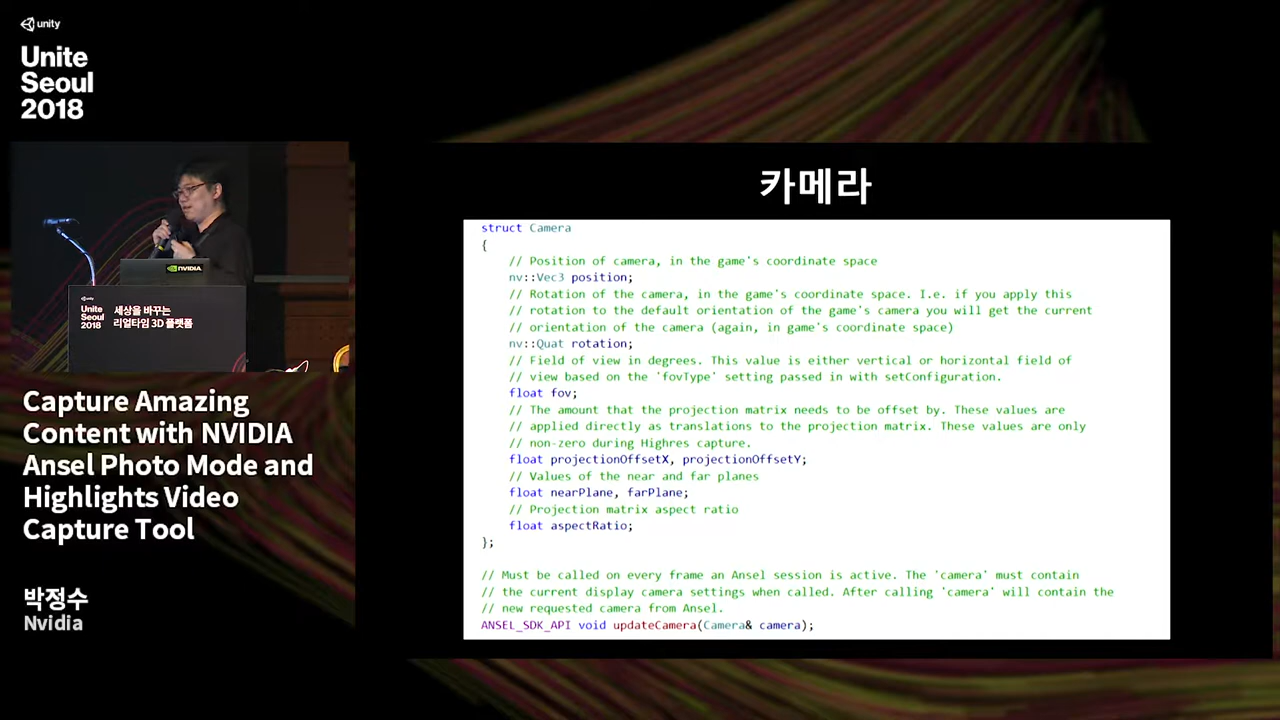 unity
Unite
Seoul
2018
NVIDIA
unity
Unite
Seoul
2018
세상을 바꾸는
리얼타임 3D 플랫폼
Capture Amazing
Content with NVIDIA
Ansel Photo Mode and
Highlights Video
Capture Tool
박정수
Nvidia
카메라
struct Camera
{
// Position of camera, in the game's coordinate space
nv::Vec3 position;
// Rotation of the camera, in the game's coordinate space. I.e. if you apply this
// rotation to the default orientation of the game's camera you will get the current
// orientation of the camera (again, in game's coordinate space)
nv::Quat rotation;
// Field of view in degrees. This value is either vertical or horizontal field of
// view based on the 'fovType' setting passed in with setConfiguration.
float fov;
// The amount that the projection matrix needs to be offset by. These values are
// applied directly as translations to the projection matrix. These values are only
// non-zero during Highres capture.
float projectionOffsetX, projectionOffsetY;
// Values of the near and far planes
float nearPlane, farPlane;
// Projection matrix aspect ratio
float aspectRatio;
};
// Must be called on every frame an Ansel session is active. The 'camera' must contain
// the current display camera settings when called. After calling 'camera' will contain the
// new requested camera from Ansel.
ANSEL_SDK_API void updateCamera(Camera& camera);